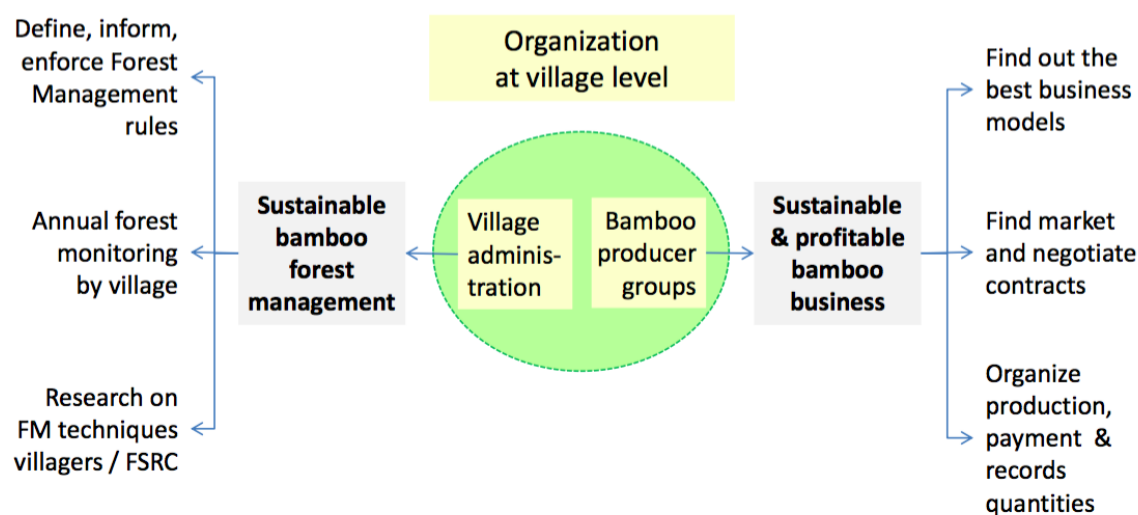 Define, inform,
enforce Forest
Management
rules
Annual forest
monitoring
by village
Research on
FM techniques
villagers / FSRC
Sustainable
bamboo
forest
management
Organization
at village level
Village
adminis-
tration
Bamboo
producer
groups
Sustainable
& profitable
bamboo
business
Find out the
best business
models
Find market
and negotiate
contracts
Organize
production,
payment &
records
quantities